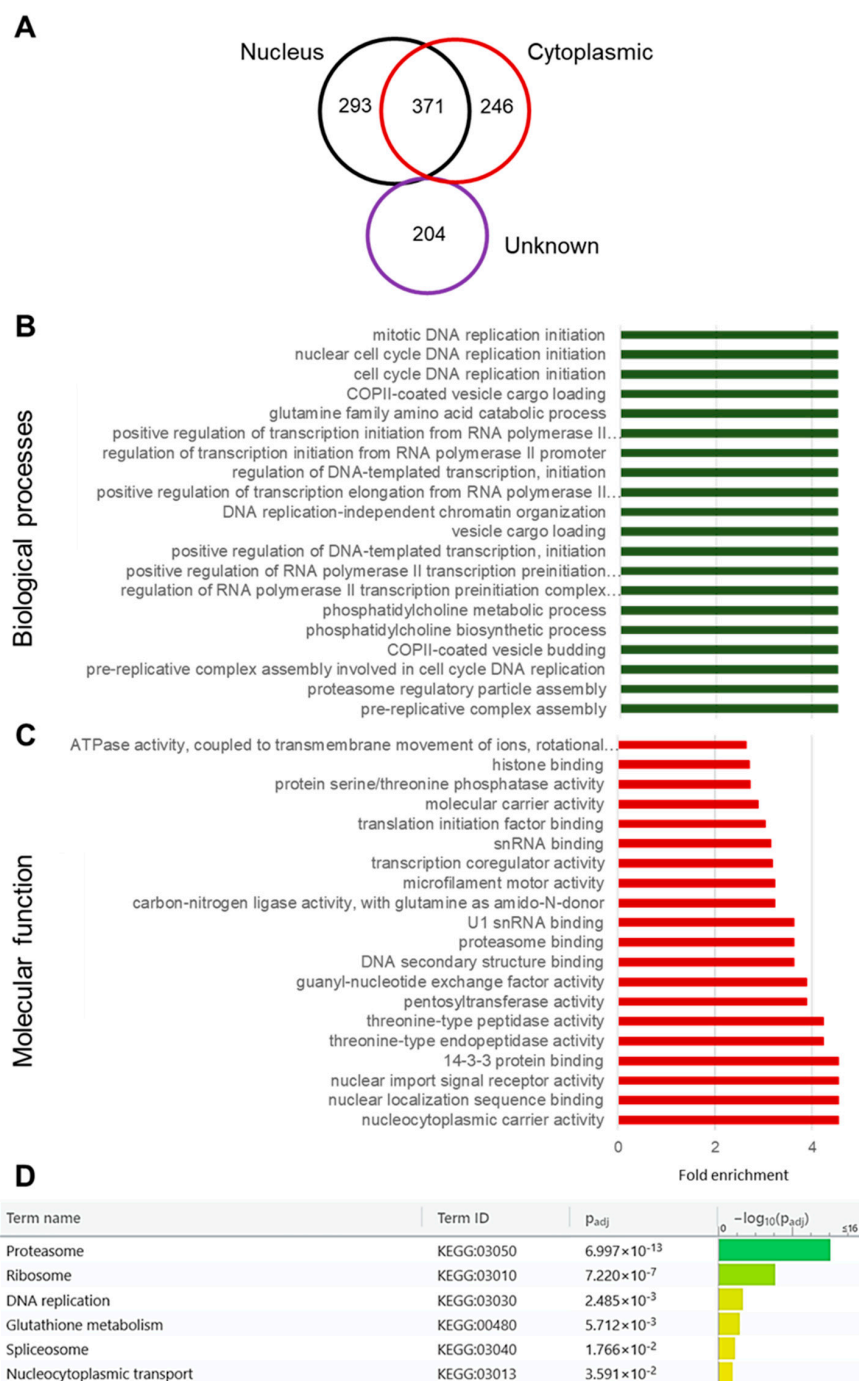 A
Nucleus
Cytoplasmic
293
371
246
204
Unknown
B
Biological processes
mitotic DNA replication initiation
nuclear cell cycle DNA replication initiation
cell cycle DNA replication initiation
COPII-coated vesicle cargo loading
glutamine family amino acid catabolic process
positive regulation of transcription initiation from RNA polymerase II...
regulation of transcription initiation from RNA polymerase II promoter
regulation of DNA-templated transcription, initiation
positive regulation of transcription elongation from RNA polymerase II...
DNA replication-independent chromatin organization
vesicle cargo loading
positive regulation of DNA-templated transcription, initiation
positive regulation of RNA polymerase II transcription preinitiation...
regulation of RNA polymerase II transcription preinitiation complex...
phosphatidylcholine metabolic process
phosphatidylcholine biosynthetic process
COPII-coated vesicle budding
pre-replicative complex assembly involved in cell cycle DNA replication
proteasome regulatory particle assembly
pre-replicative complex assembly
C
Molecular function
ATPase activity, coupled to transmembrane movement of ions, rotational...
histone binding
protein serine/threonine phosphatase activity
molecular carrier activity
translation initiation factor binding
snRNA binding
transcription coregulator activity
microfilament motor activity
carbon-nitrogen ligase activity, with glutamine as amido-N-donor
U1 snRNA binding
proteasome binding
DNA secondary structure binding
guanyl-nucleotide exchange factor activity
pentosyltransferase activity
threonine-type peptidase activity
threonine-type endopeptidase activity
14-3-3 protein binding
nuclear import signal receptor activity
nuclear localization sequence binding
nucleocytoplasmic carrier activity
0 2 4
Fold enrichment
D
Term name Term ID p_adj −log₁₀(p_adj)
0 ≤16
Proteasome KEGG:03050 6.997×10⁻¹³
Ribosome KEGG:03010 7.220×10⁻⁷
DNA replication KEGG:03030 2.485×10⁻³
Glutathione metabolism KEGG:00480 5.712×10⁻³
Spliceosome KEGG:03040 1.766×10⁻²
Nucleocytoplasmic transport KEGG:03013 3.591×10⁻²